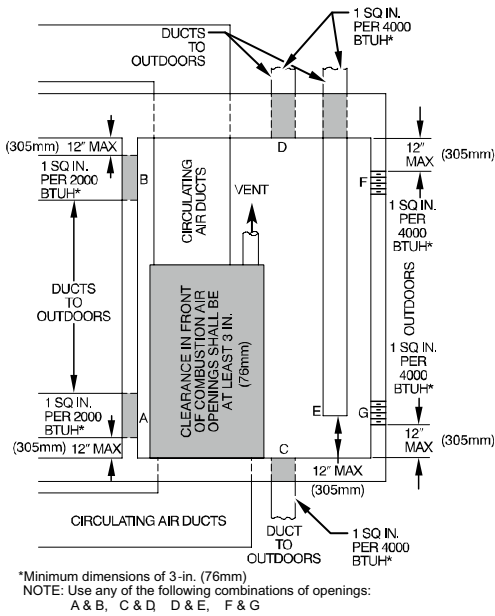 1 SQ IN.
PER 4000
BTUH*
DUCTS
TO
OUTDOORS
(305mm) 12" MAX
1 SQ IN.
PER 2000
BTUH*
B
D
CIRCULATING
AIR DUCTS
VENT
12"
MAX
(305mm)
F
1 SQ IN.
PER
4000
BTUH*
DUCTS
TO
OUTDOORS
OUTDOORS
CLEARANCE IN FRONT
OF COMBUSTION AIR
OPENINGS SHALL BE
AT LEAST 3 IN.
(76mm)
1 SQ IN.
PER
4000
BTUH*
1 SQ IN.
PER 2000
BTUH*
A
E
G
(305mm) 12" MAX
C
12"
MAX
(305mm)
12" MAX
(305mm)
CIRCULATING AIR DUCTS
DUCT
TO
OUTDOORS
1 SQ IN.
PER 4000
BTUH*
*Minimum dimensions of 3-in. (76mm)
NOTE: Use any of the following combinations of openings:
A & B, C & D, D & E, F & G